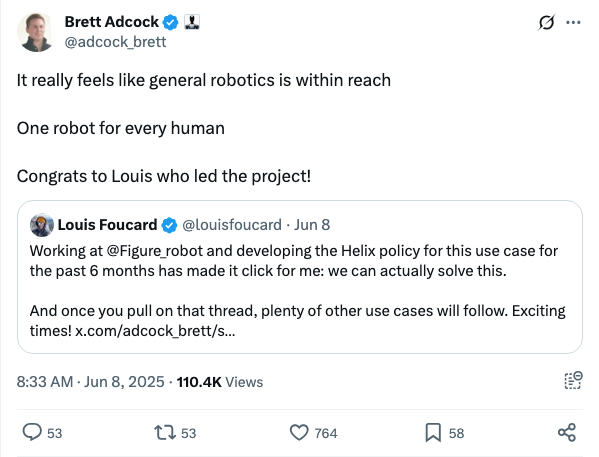 Brett Adcock
@adcock_brett
It really feels like general robotics is within reach
One robot for every human
Congrats to Louis who led the project!
Louis Foucard @louisfoucard · Jun 8
Working at @Figure_robot and developing the Helix policy for this use case for
the past 6 months has made it click for me: we can actually solve this.
And once you pull on that thread, plenty of other use cases will follow. Exciting
times! x.com/adcock_brett/s…
8:33 AM · Jun 8, 2025 · 110.4K Views
53 53 764 58